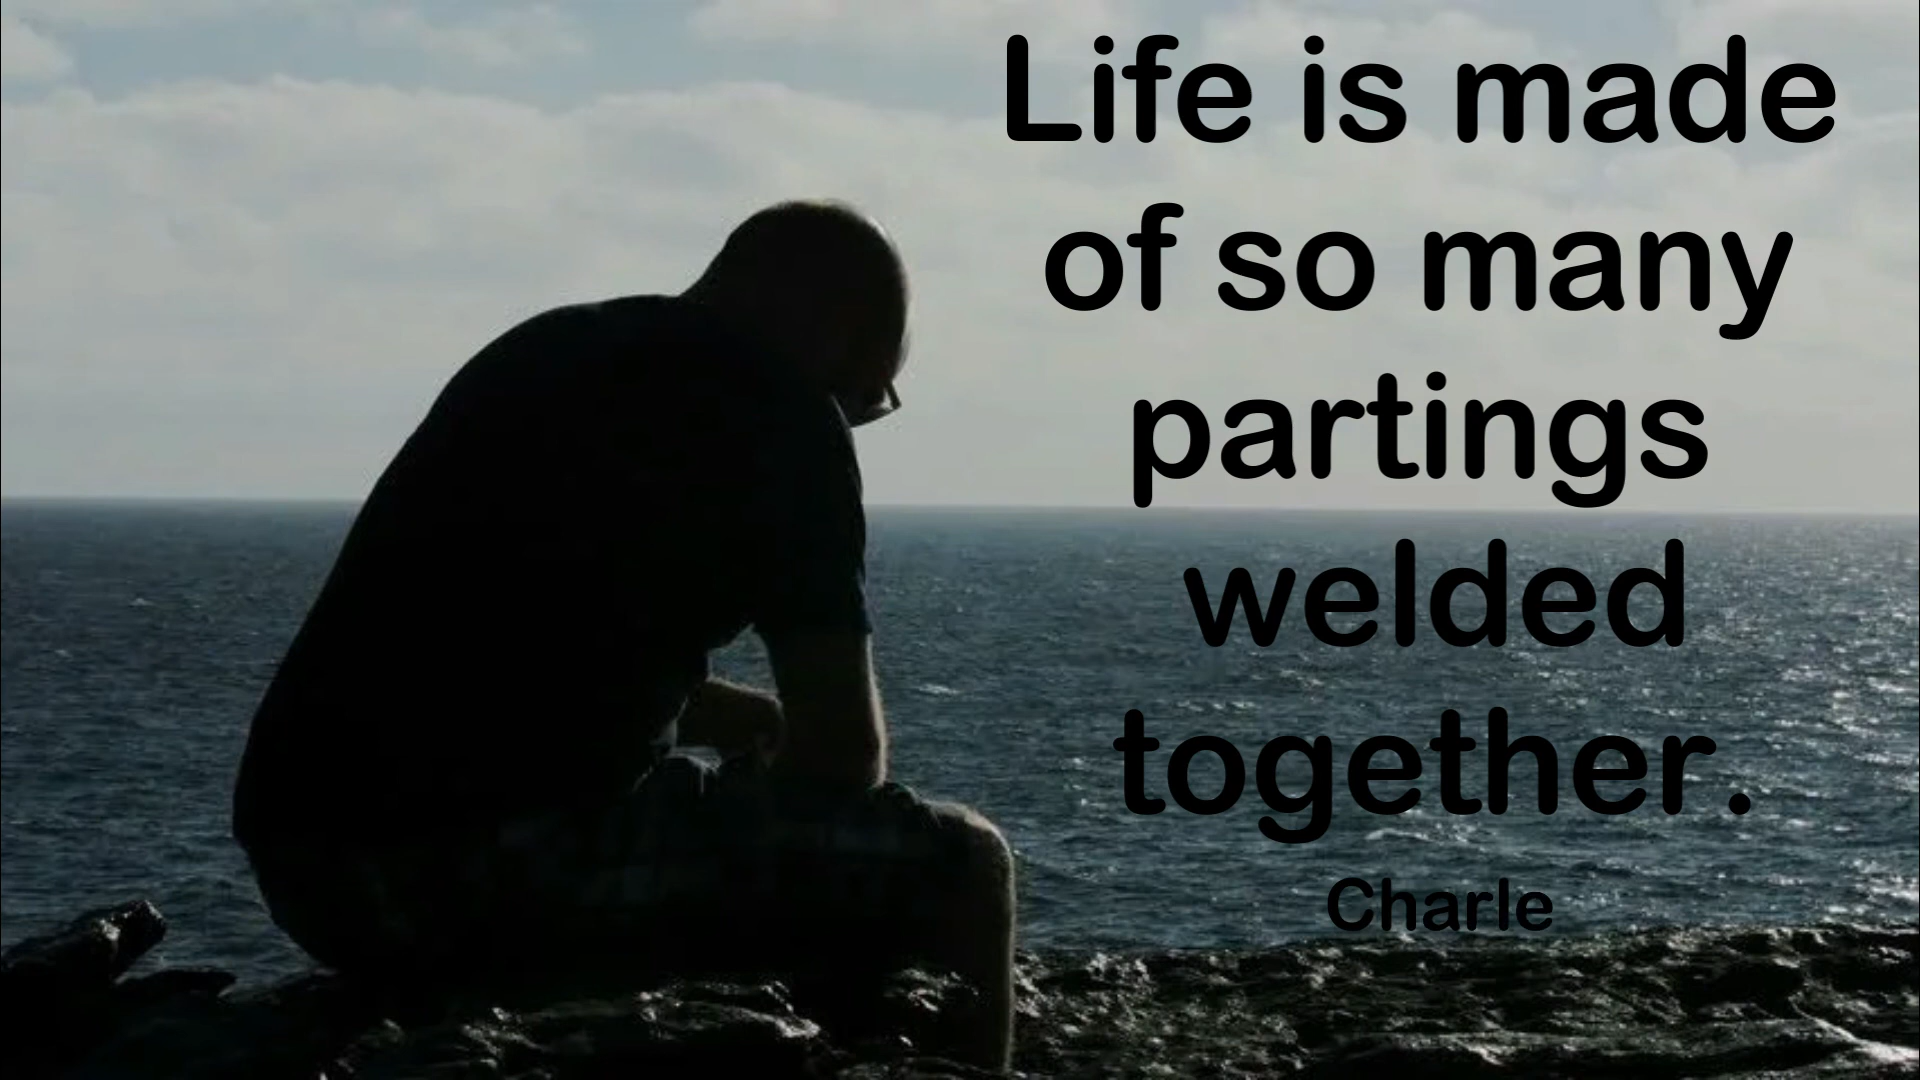 Life is made
of so many
partings
welded
together.
Charle